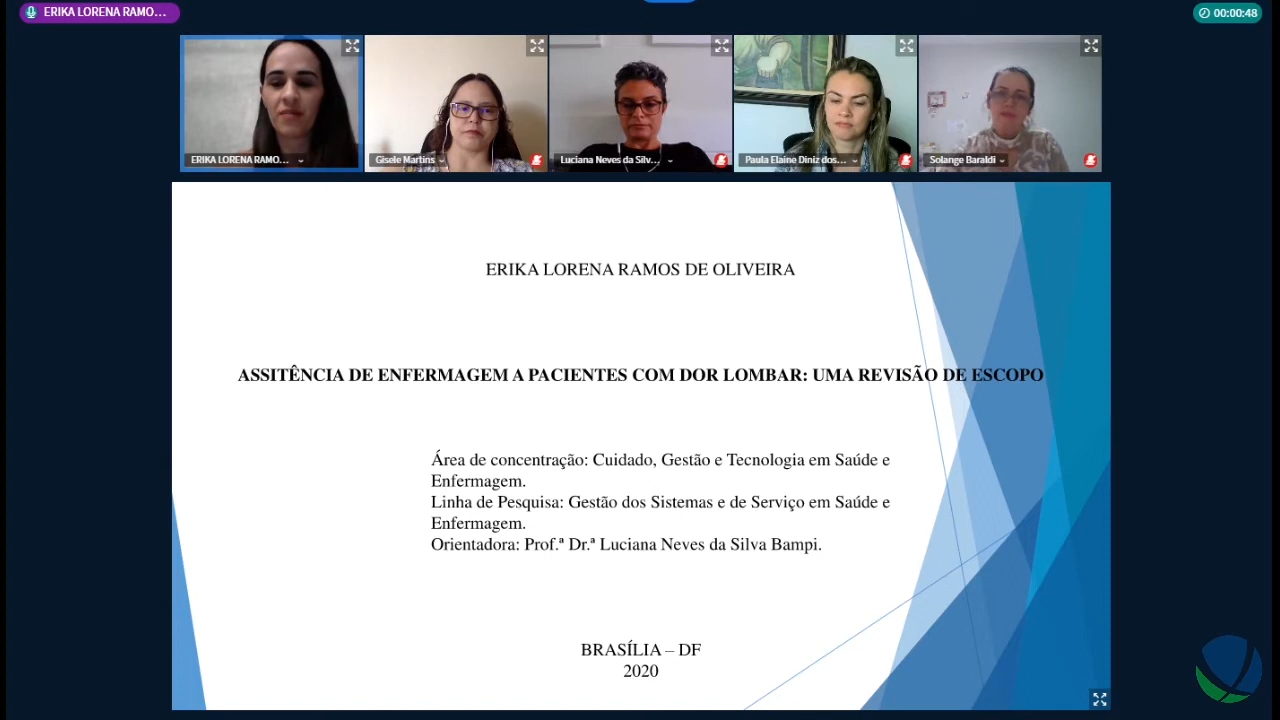 ERIKA LORENA RAMO...
00:00:48
ERIKA LORENA RAMO...
Gisele Martins
Luciana Neves da Silv...
Paula Elaine Diniz dos...
Solange Baraldi
ERIKA LORENA RAMOS DE OLIVEIRA
ASSITÊNCIA DE ENFERMAGEM A PACIENTES COM DOR LOMBAR: UMA REVISÃO DE ESCOPO
Área de concentração: Cuidado, Gestão e Tecnologia em Saúde e
Enfermagem.
Linha de Pesquisa: Gestão dos Sistemas e de Serviço em Saúde e
Enfermagem.
Orientadora: Prof.ª Dr.ª Luciana Neves da Silva Bampi.
BRASÍLIA – DF
2020